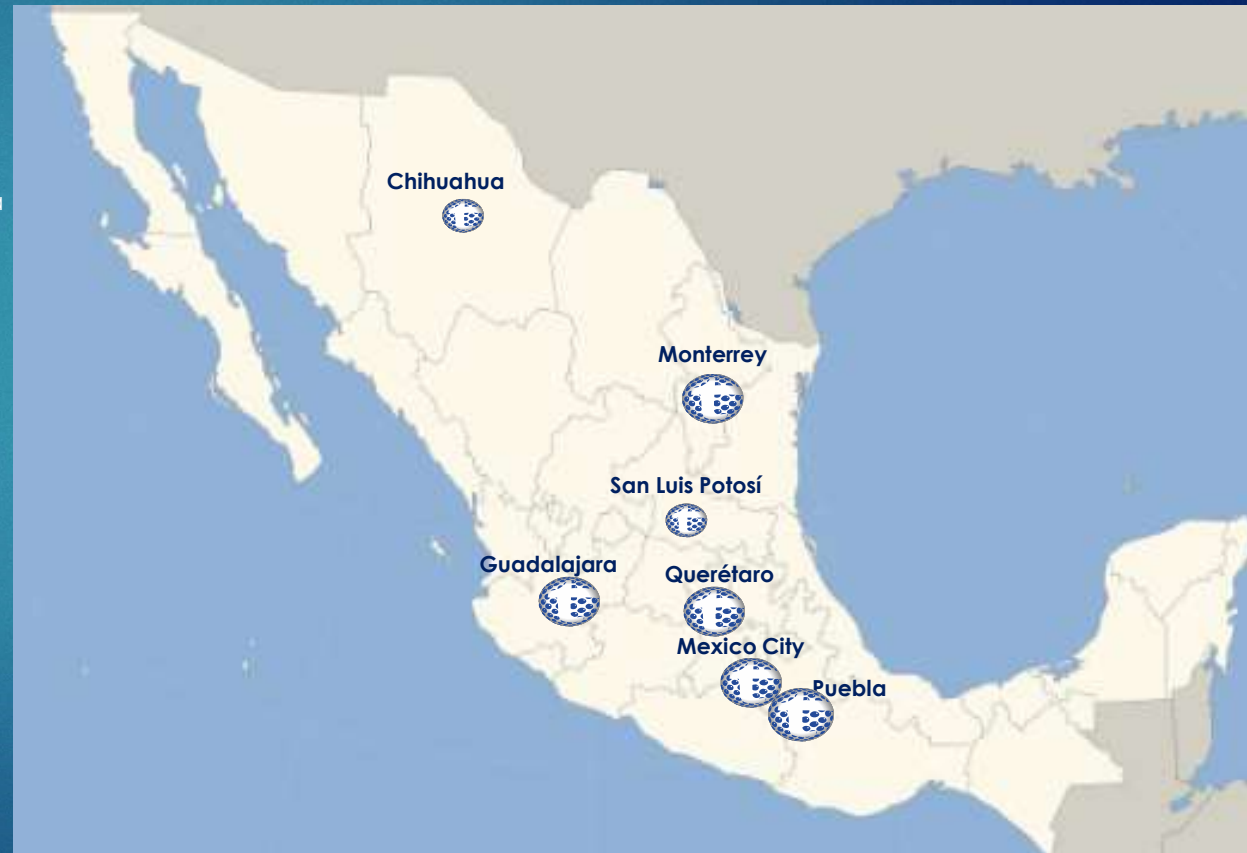 Chihuahua
Monterrey
San Luis Potosí
Guadalajara
Querétaro
Mexico City
Puebla